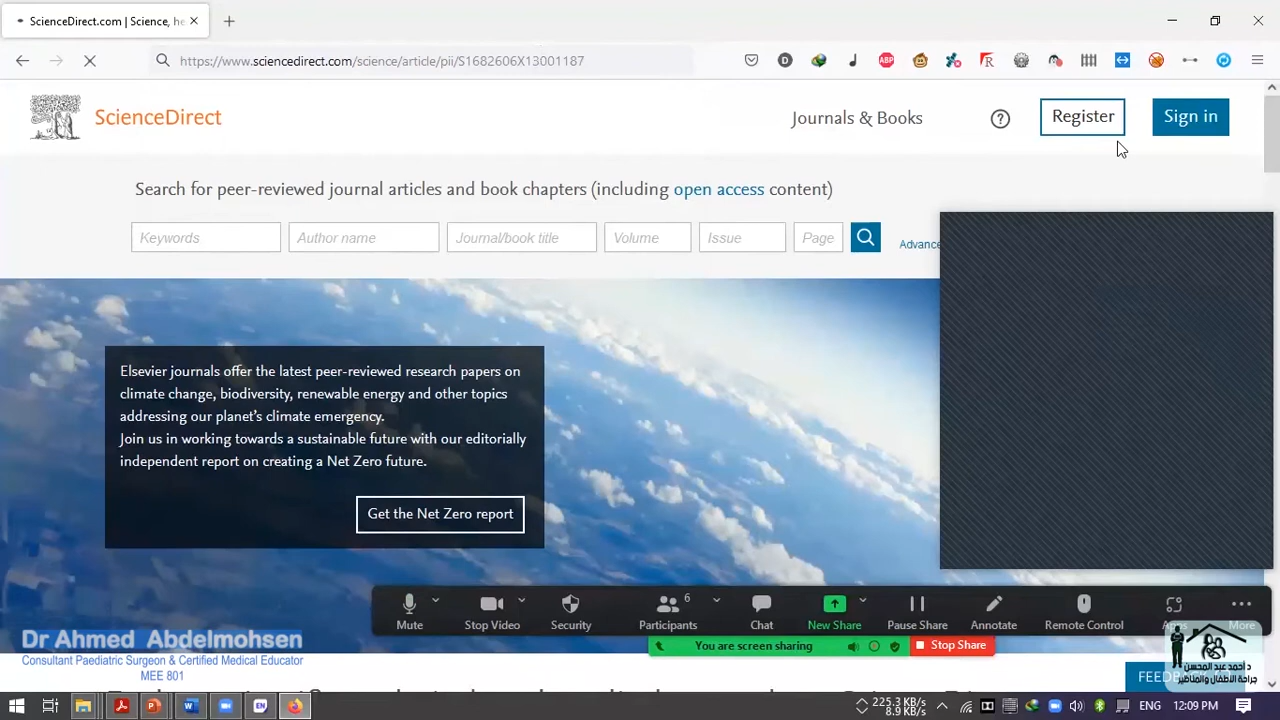 ScienceDirect.com | Science, he
https://www.sciencedirect.com/science/article/pii/S1682606X13001187
ScienceDirect
Journals & Books
Register
Sign in
Search for peer-reviewed journal articles and book chapters (including open access content)
Keywords
Author name
Journal/book title
Volume
Issue
Page
Advance
Elsevier journals offer the latest peer-reviewed research papers on
climate change, biodiversity, renewable energy and other topics
addressing our planet's climate emergency.
Join us in working towards a sustainable future with our editorially
independent report on creating a Net Zero future.
Get the Net Zero report
6
Mute
Stop Video
Security
Participants
Chat
New Share
Pause Share
Annotate
Remote Control
Apps
More
You are screen sharing
Stop Share
Dr Ahmed Abdelmohsen
Consultant Paediatric Surgeon & Certified Medical Educator
MEE 801
FEEDBACK
د أحمد عبد المحسن
جراحة الأطفال والمناظير
225.3 KB/s
8.9 KB/s
ENG
12:09 PM